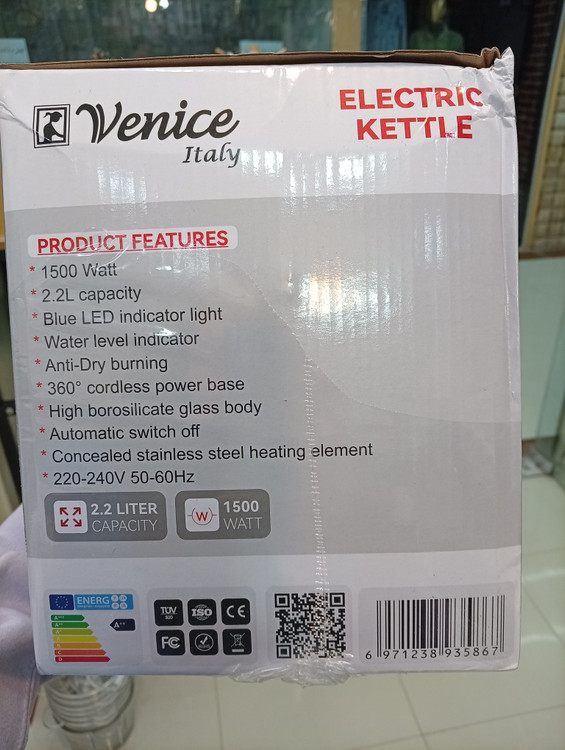 Venice
Italy
ELECTRIC
KETTLE
PRODUCT FEATURES
* 1500 Watt
* 2.2L capacity
* Blue LED indicator light
* Water level indicator
* Anti-Dry burning
* 360° cordless power base
* High borosilicate glass body
* Automatic switch off
* Concealed stainless steel heating element
* 220-240V 50-60Hz
2.2 LITER
CAPACITY
W
1500
WATT
ENERG
A++
D
TUV
ISO
CE
FC
6 971238 935867